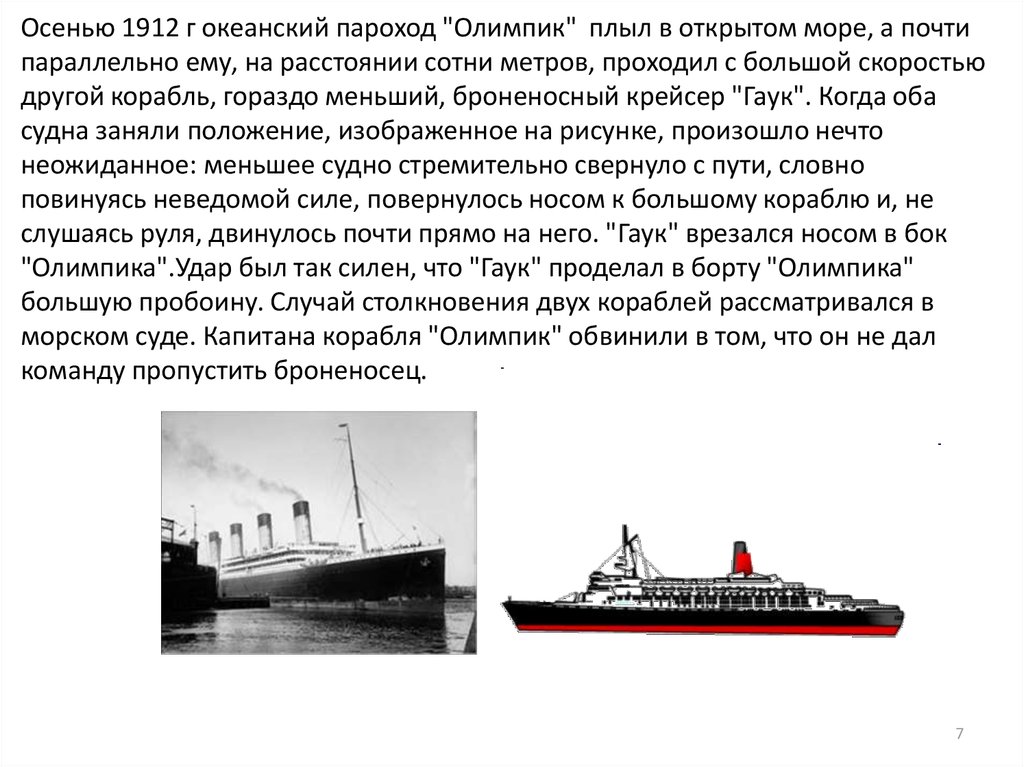 Осенью 1912 г океанский пароход "Олимпик"  плыл в открытом море, а почти
параллельно ему, на расстоянии сотни метров, проходил с большой скоростью
другой корабль, гораздо меньший, броненосный крейсер "Гаук". Когда оба
судна заняли положение, изображенное на рисунке, произошло нечто
неожиданное: меньшее судно стремительно свернуло с пути, словно
повинуясь неведомой силе, повернулось носом к большому кораблю и, не
слушаясь руля, двинулось почти прямо на него. "Гаук" врезался носом в бок
"Олимпика".Удар был так силен, что "Гаук" проделал в борту "Олимпика"
большую пробоину. Случай столкновения двух кораблей рассматривался в
морском суде. Капитана корабля "Олимпик" обвинили в том, что он не дал
команду пропустить броненосец.
7